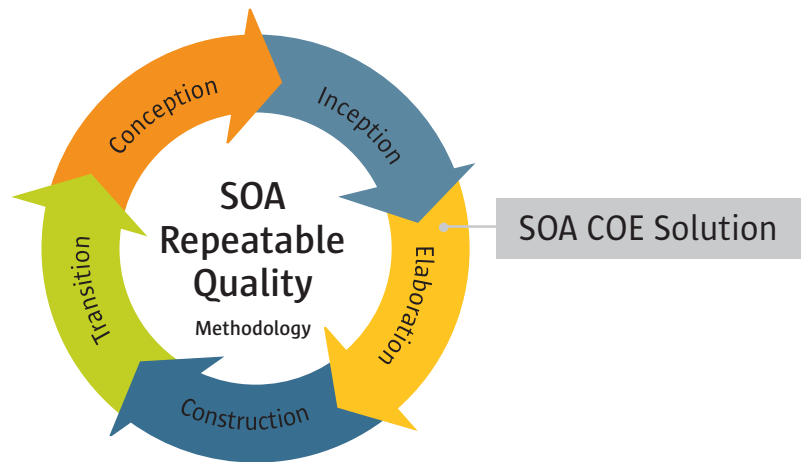 Conception
Inception
SOA
Repeatable
Quality
Methodology
SOA COE Solution
Elaboration
Transition
Construction